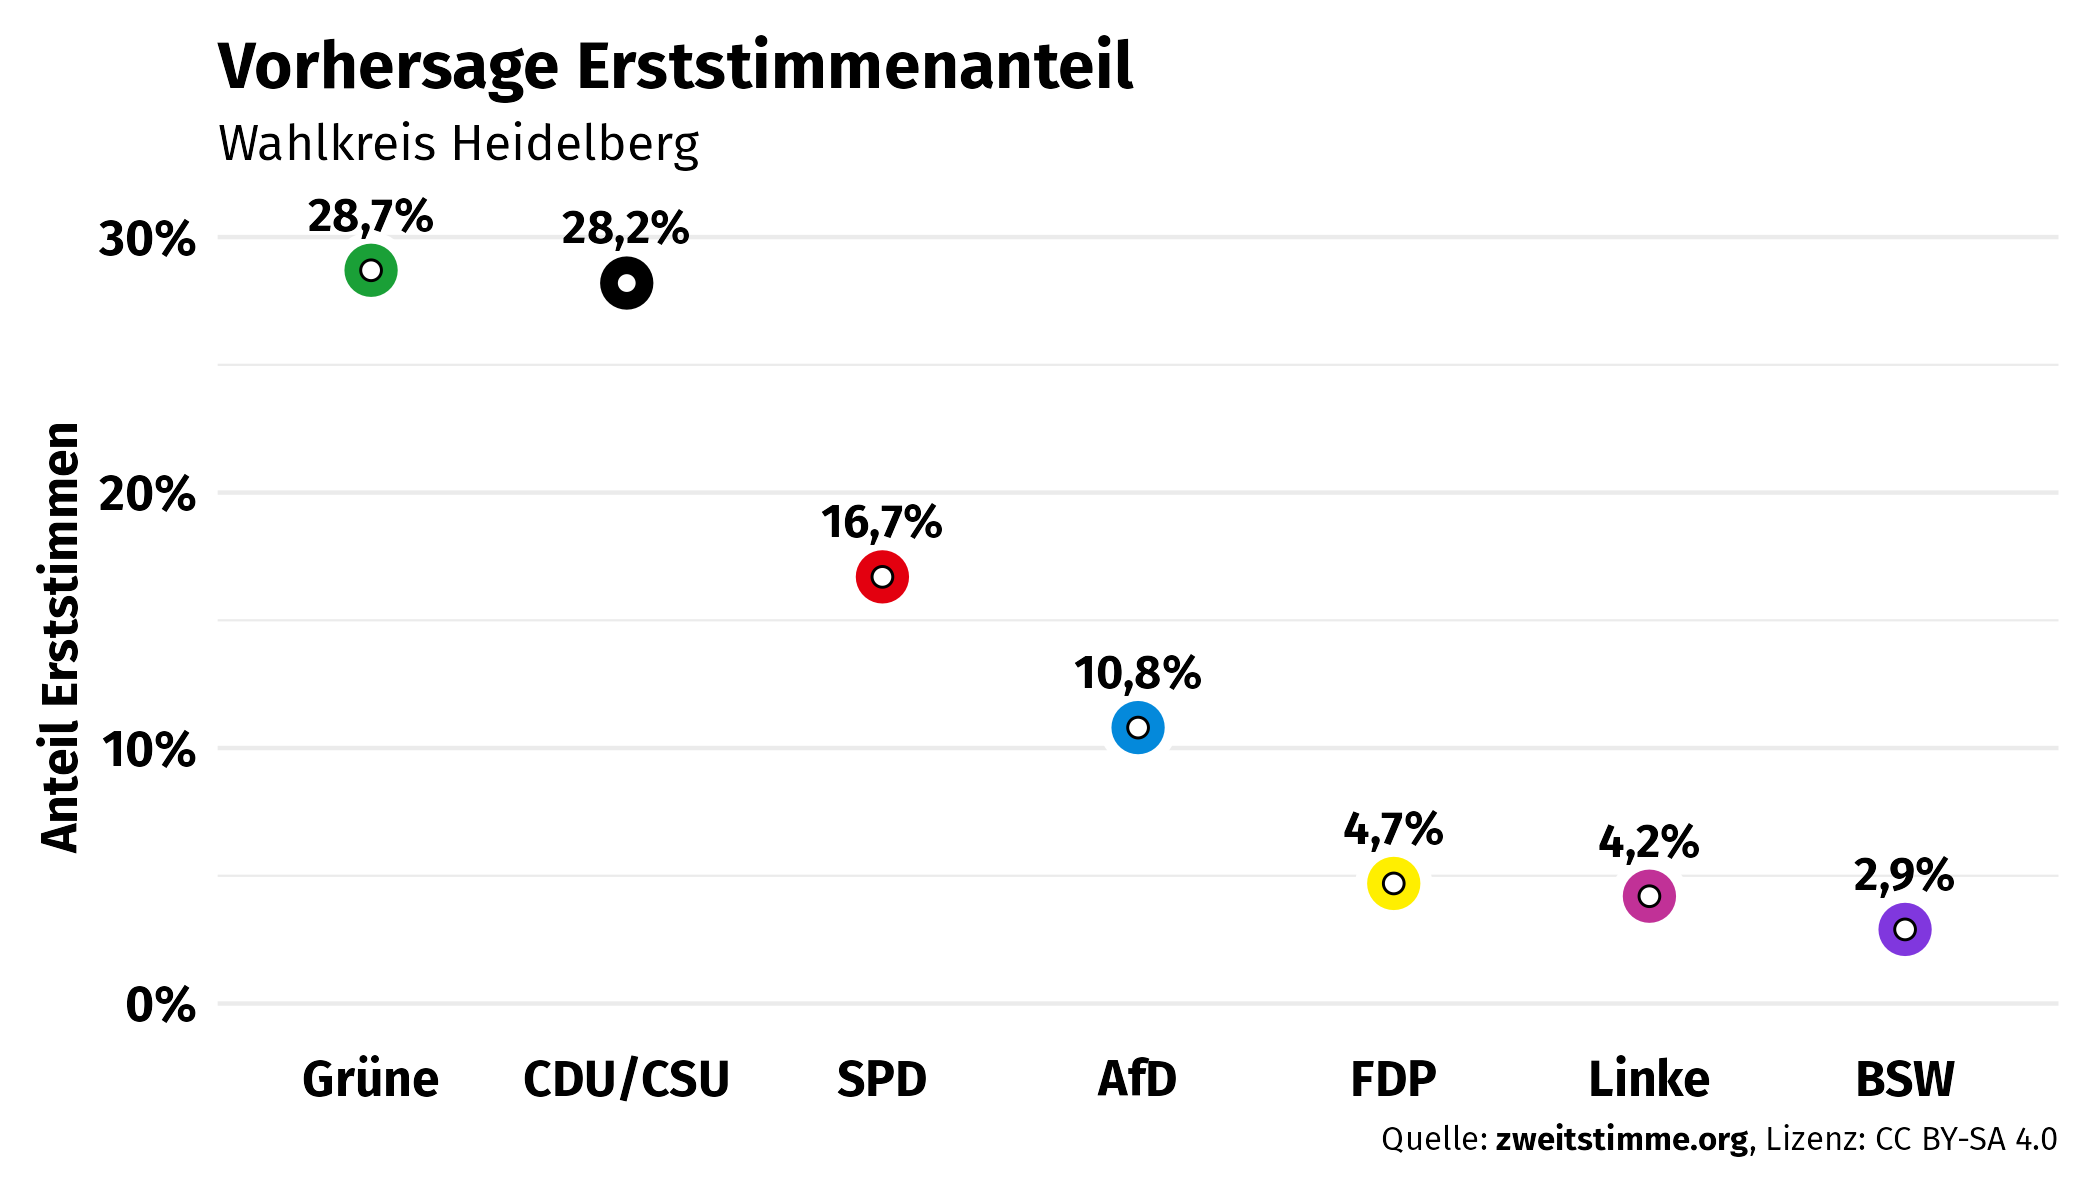 Vorhersage Erststimmenanteil
Wahlkreis Heidelberg
Anteil Erststimmen
30%
20%
10%
0%
28,7%
28,2%
16,7%
10,8%
4,7%
4,2%
2,9%
Grüne CDU/CSU SPD AfD FDP Linke BSW
Quelle: zweitstimme.org, Lizenz: CC BY-SA 4.0